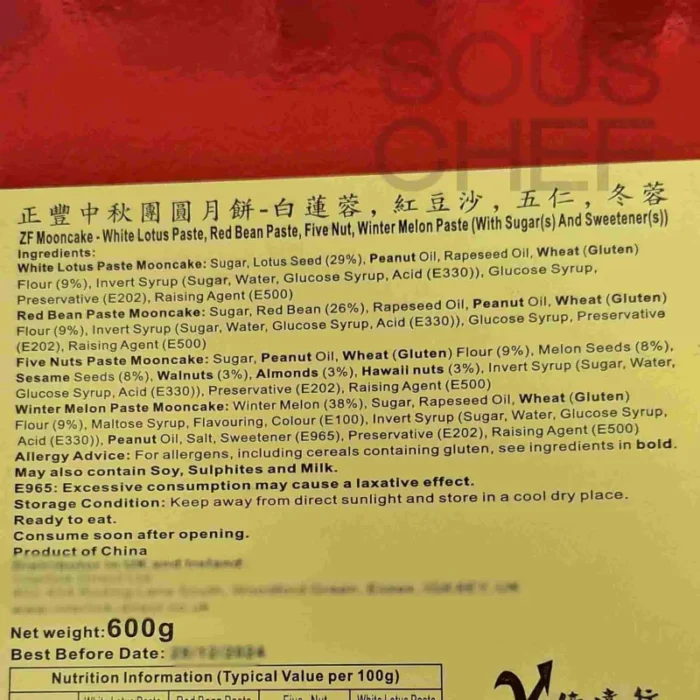 SOUS
CHEF
正豐中秋團圓月餅-白蓮蓉，紅豆沙，五仁，冬蓉
ZF Mooncake - White Lotus Paste, Red Bean Paste, Five Nut, Winter Melon Paste (With Sugar(s) And Sweetener(s))
Ingredients:
White Lotus Paste Mooncake: Sugar, Lotus Seed (29%), Peanut Oil, Rapeseed Oil, Wheat (Gluten)
Flour (9%), Invert Syrup (Sugar, Water, Glucose Syrup, Acid (E330)), Glucose Syrup,
Preservative (E202), Raising Agent (E500)
Red Bean Paste Mooncake: Sugar, Red Bean (26%), Rapeseed Oil, Peanut Oil, Wheat (Gluten)
Flour (9%), Invert Syrup (Sugar, Water, Glucose Syrup, Acid (E330)), Glucose Syrup, Preservative
(E202), Raising Agent (E500)
Five Nuts Paste Mooncake: Sugar, Peanut Oil, Wheat (Gluten) Flour (9%), Melon Seeds (8%),
Sesame Seeds (8%), Walnuts (3%), Almonds (3%), Hawaii nuts (3%), Invert Syrup (Sugar, Water,
Glucose Syrup, Acid (E330)), Preservative (E202), Raising Agent (E500)
Winter Melon Paste Mooncake: Winter Melon (38%), Sugar, Rapeseed Oil, Wheat (Gluten)
Flour (9%), Maltose Syrup, Flavouring, Colour (E100), Invert Syrup (Sugar, Water, Glucose Syrup,
Acid (E330)), Peanut Oil, Salt, Sweetener (E965), Preservative (E202), Raising Agent (E500)
Allergy Advice: For allergens, including cereals containing gluten, see ingredients in bold.
May also contain Soy, Sulphites and Milk.
E965: Excessive consumption may cause a laxative effect.
Storage Condition: Keep away from direct sunlight and store in a cool dry place.
Ready to eat.
Consume soon after opening.
Product of China
Net weight: 600g
Best Before Date:
Nutrition Information (Typical Value per 100g)
White Lotus Paste Red Bean Paste Five Nut White Lotus Paste